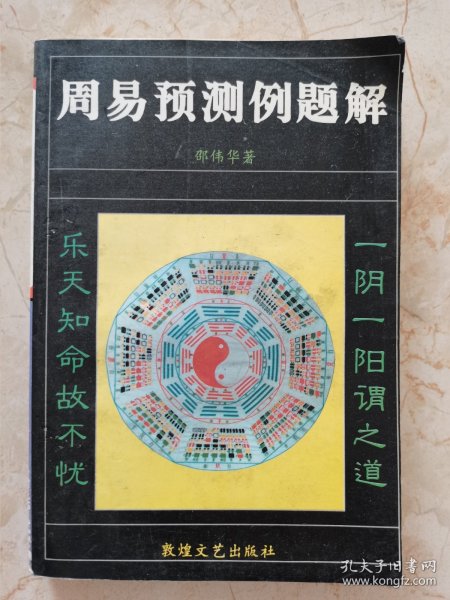 周易预测例题解
邵伟华著
一阴一阳谓之道
乐天知命故不忧
敦煌文艺出版社
孔夫子旧书网
www.kongfz.com